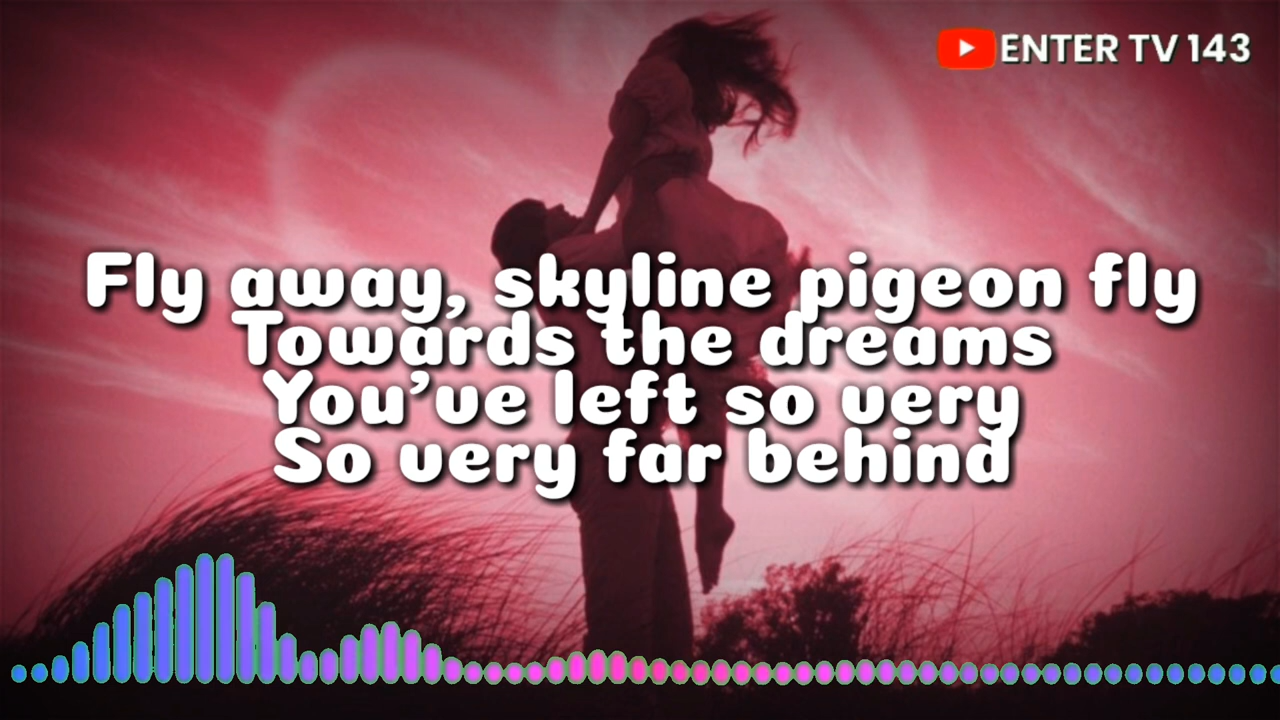 ENTER TV 143
Fly away, skyline pigeon fly
Towards the dreams
You've left so very
So very far behind